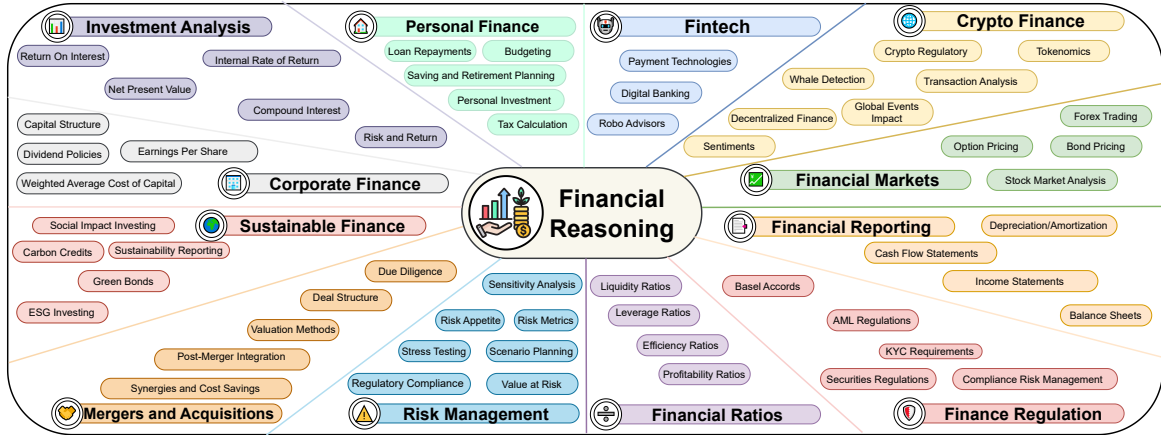 Investment Analysis
Return On Interest
Internal Rate of Return
Net Present Value
Compound Interest
Risk and Return
Personal Finance
Loan Repayments
Budgeting
Saving and Retirement Planning
Personal Investment
Tax Calculation
Fintech
Payment Technologies
Digital Banking
Robo Advisors
Crypto Finance
Crypto Regulatory
Tokenomics
Whale Detection
Transaction Analysis
Decentralized Finance
Global Events
Impact
Sentiments
Capital Structure
Dividend Policies
Earnings Per Share
Weighted Average Cost of Capital
Corporate Finance
Financial
Reasoning
Forex Trading
Option Pricing
Bond Pricing
Financial Markets
Stock Market Analysis
Social Impact Investing
Sustainable Finance
Carbon Credits
Sustainability Reporting
Green Bonds
ESG Investing
Financial Reporting
Depreciation/Amortization
Cash Flow Statements
Income Statements
Balance Sheets
Due Diligence
Deal Structure
Valuation Methods
Post-Merger Integration
Synergies and Cost Savings
Mergers and Acquisitions
Sensitivity Analysis
Risk Appetite
Risk Metrics
Stress Testing
Scenario Planning
Regulatory Compliance
Value at Risk
Risk Management
Liquidity Ratios
Leverage Ratios
Efficiency Ratios
Profitability Ratios
Financial Ratios
Basel Accords
AML Regulations
KYC Requirements
Securities Regulations
Compliance Risk Management
Finance Regulation